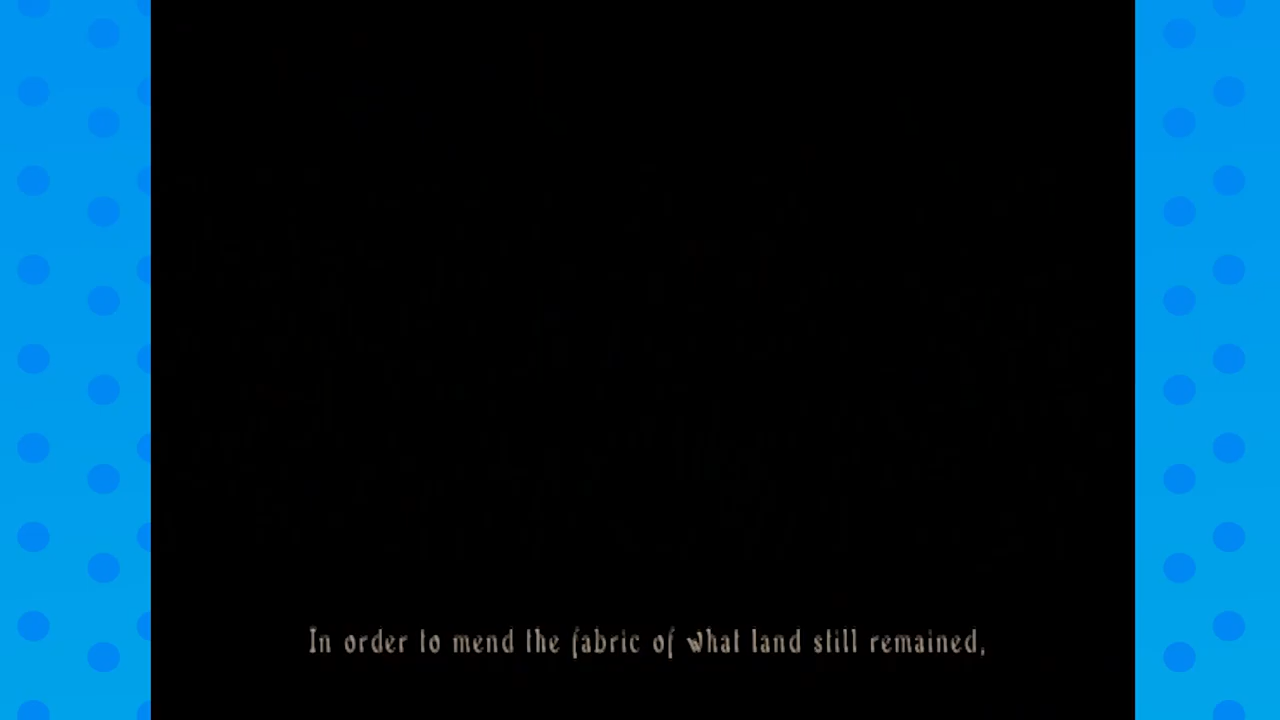 In order to mend the fabric of what land still remained,